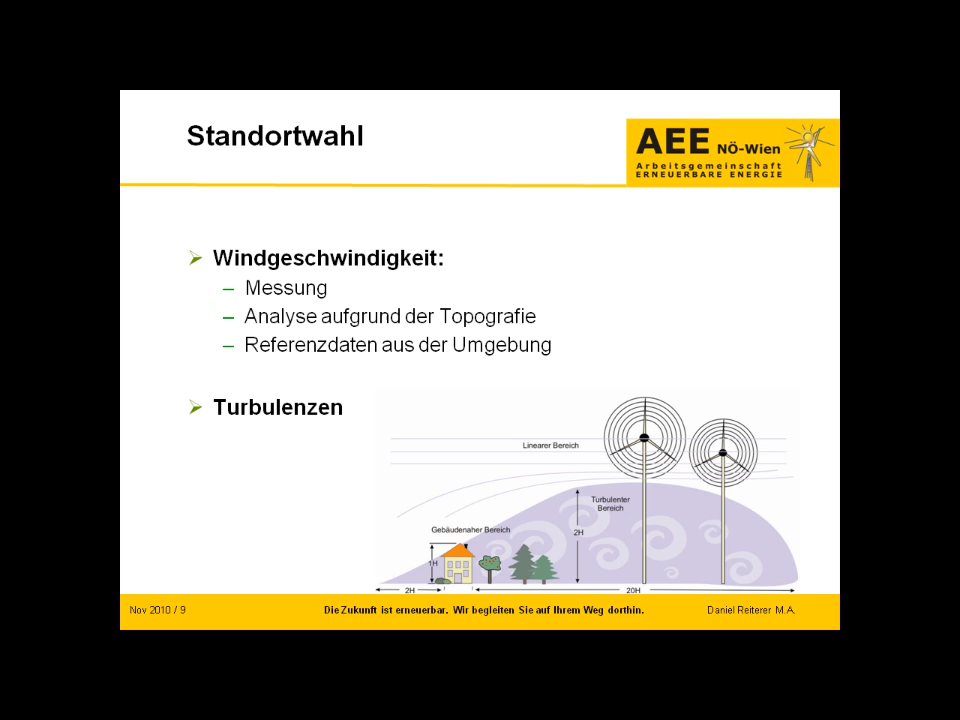 Standortwahl
AEE NÖ-Wien
Arbeitsgemeinschaft
ERNEUERBARE ENERGIE
Windgeschwindigkeit:
– Messung
– Analyse aufgrund der Topografie
– Referenzdaten aus der Umgebung
Turbulenzen
Linearer Bereich
Turbulenter
Bereich
Gebäudenaher Bereich
2H
1H
2H
20H
Nov 2010 / 9
Die Zukunft ist erneuerbar. Wir begleiten Sie auf Ihrem Weg dorthin.
Daniel Reiterer M.A.